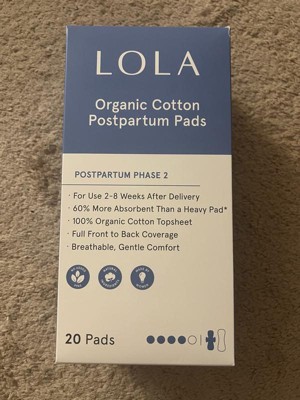 LOLA
Organic Cotton
Postpartum Pads
POSTPARTUM PHASE 2
· For Use 2-8 Weeks After Delivery
· 60% More Absorbent Than a Heavy Pad*
· 100% Organic Cotton Topsheet
· Full Front to Back Coverage
· Breathable, Gentle Comfort
20 Pads